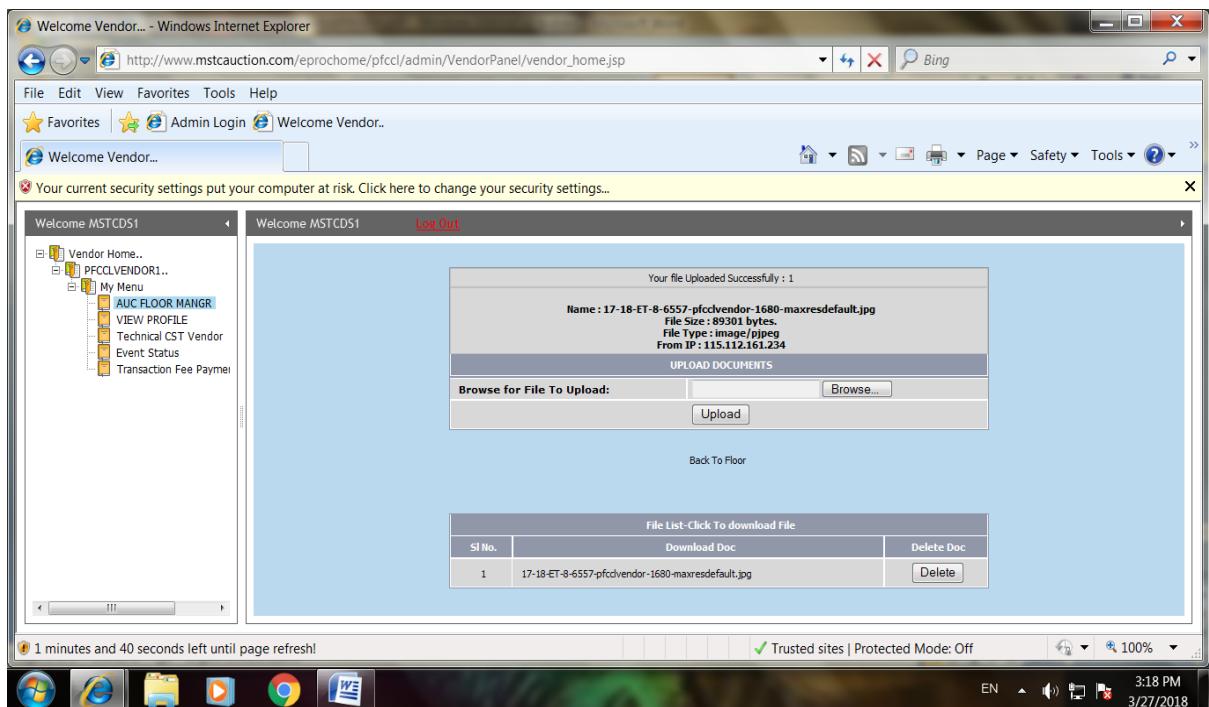 Welcome Vendor... - Windows Internet Explorer
http://www.mstcauction.com/eprochome/pfccl/admin/VendorPanel/vendor_home.jsp
Bing
File Edit View Favorites Tools Help
Favorites Admin Login Welcome Vendor..
Welcome Vendor...
Page Safety Tools
Your current security settings put your computer at risk. Click here to change your security settings...
Welcome MSTCDS1
Welcome MSTCDS1 Log Out
Vendor Home..
PFCCLVENDOR1..
My Menu
AUC FLOOR MANGR
VIEW PROFILE
Technical CST Vendor
Event Status
Transaction Fee Paymer
Your file Uploaded Successfully : 1
Name : 17-18-ET-8-6557-pfcclvendor-1680-maxresdefault.jpg
File Size : 89301 bytes.
File Type : image/pjpeg
From IP : 115.112.161.234
UPLOAD DOCUMENTS
Browse for File To Upload: Browse...
Upload
Back To Floor
File List-Click To download File
Sl No. Download Doc Delete Doc
1 17-18-ET-8-6557-pfcclvendor-1680-maxresdefault.jpg Delete
1 minutes and 40 seconds left until page refresh!
Trusted sites | Protected Mode: Off
100%
EN
3:18 PM
3/27/2018